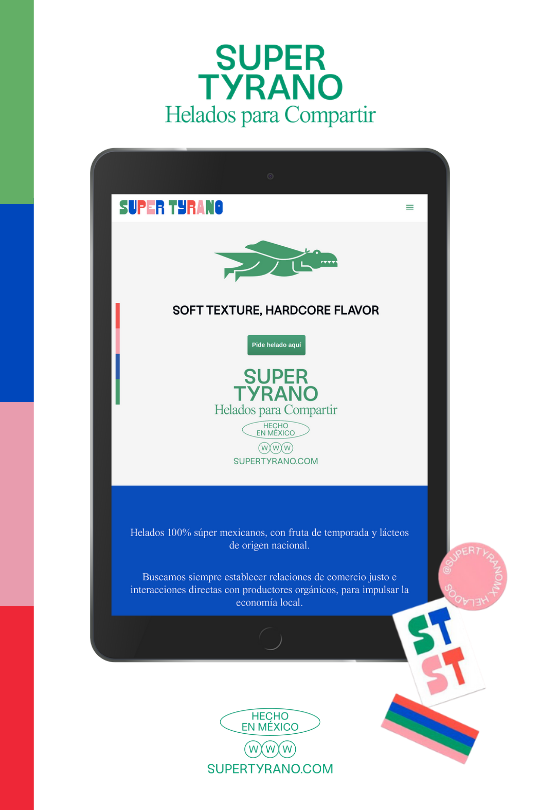 SUPER
TYRANO
Helados para Compartir
SUPER TYRANO
SOFT TEXTURE, HARDCORE FLAVOR
Pide helado aquí
SUPER
TYRANO
Helados para Compartir
HECHO
EN MÉXICO
W W W
SUPERTYRANO.COM
Helados 100% súper mexicanos, con fruta de temporada y lácteos
de origen nacional.
Buscamos siempre establecer relaciones de comercio justo e
interacciones directas con productores orgánicos, para impulsar la
economía local.
@SUPERTYRANOMX HELADOS
ST
ST
HECHO
EN MÉXICO
W W W
SUPERTYRANO.COM